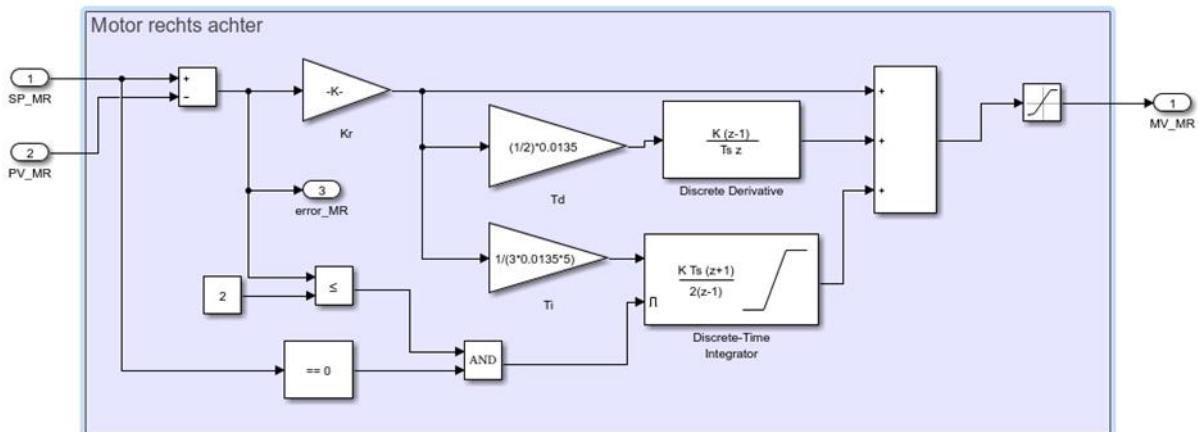 Motor rechts achter
1
SP_MR
2
PV_MR
+
−
-K-
Kr
3
error_MR
(1/2)*0.0135
Td
K (z-1)
Ts z
Discrete Derivative
1/(3*0.0135*5)
Ti
K Ts (z+1)
2(z-1)
Discrete-Time
Integrator
2
≤
== 0
AND
+
+
+
1
MV_MR